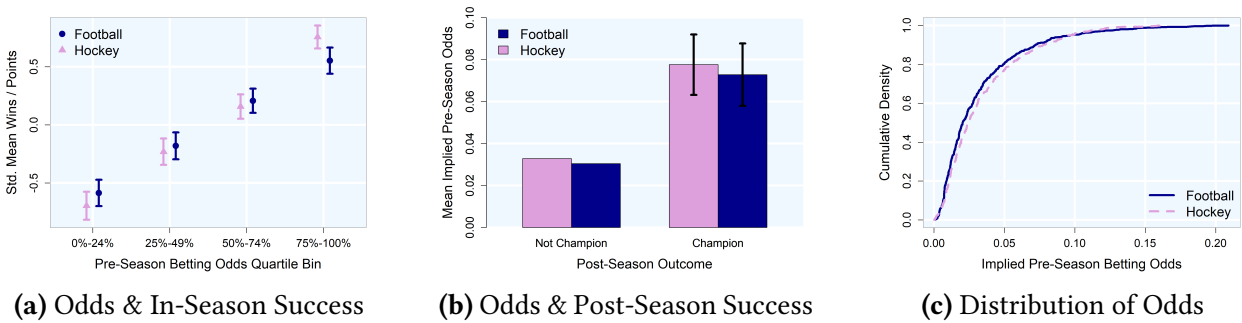 Std. Mean Wins / Points
0.5
0.0
-0.5
Football
Hockey
0%-24%
25%-49%
50%-74%
75%-100%
Pre-Season Betting Odds Quartile Bin
(a) Odds & In-Season Success
Mean Implied Pre-Season Odds
0.10
0.08
0.06
0.04
0.02
0.00
Football
Hockey
Not Champion
Champion
Post-Season Outcome
(b) Odds & Post-Season Success
Cumulative Density
1.0
0.8
0.6
0.4
0.2
0.0
Football
Hockey
0.00
0.05
0.10
0.15
0.20
Implied Pre-Season Betting Odds
(c) Distribution of Odds